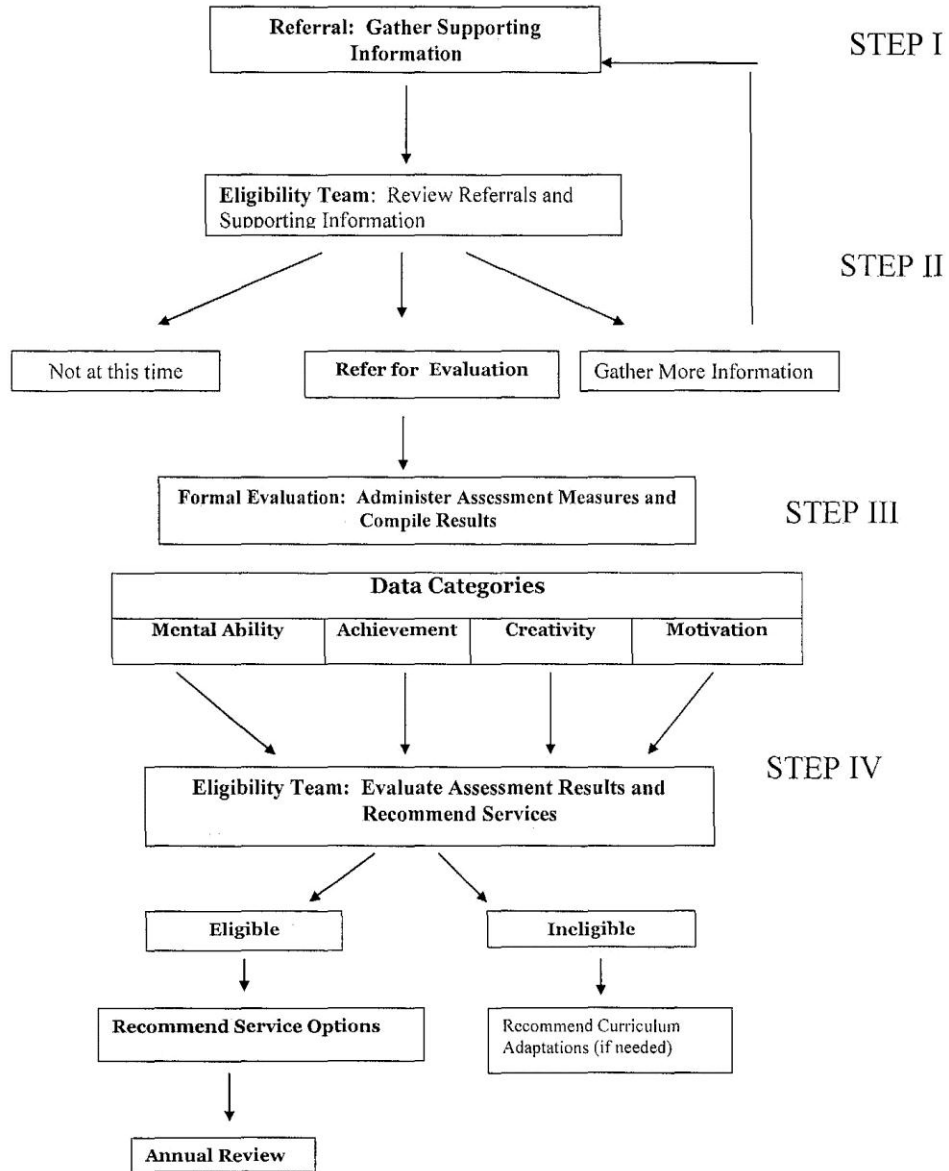 Referral: Gather Supporting
Information
STEP I
Eligibility Team: Review Referrals and
Supporting Information
STEP II
Not at this time
Refer for Evaluation
Gather More Information
Formal Evaluation: Administer Assessment Measures and
Compile Results
STEP III
Data Categories
Mental Ability
Achievement
Creativity
Motivation
STEP IV
Eligibility Team: Evaluate Assessment Results and
Recommend Services
Eligible
Ineligible
Recommend Service Options
Recommend Curriculum
Adaptations (if needed)
Annual Review